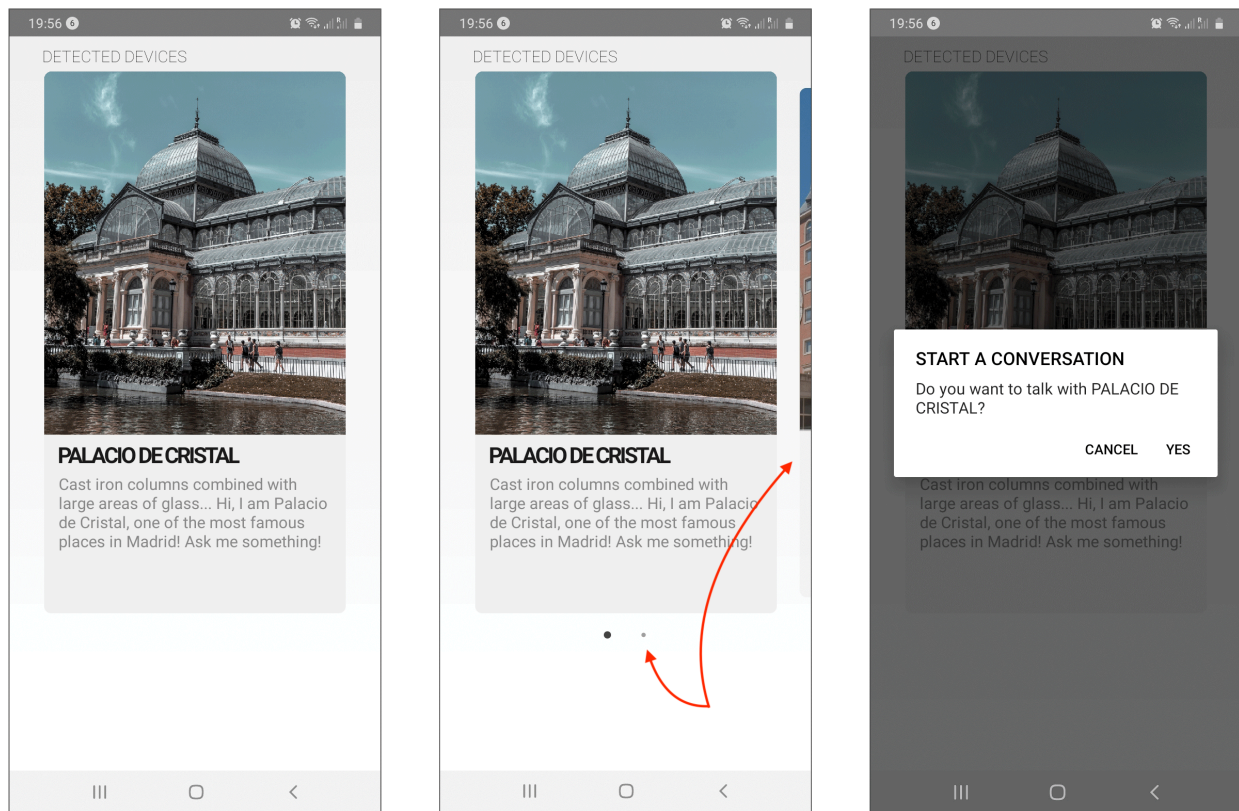 19:56 6
DETECTED DEVICES
PALACIO DE CRISTAL
Cast iron columns combined with
large areas of glass... Hi, I am Palacio
de Cristal, one of the most famous
places in Madrid! Ask me something!
19:56 6
DETECTED DEVICES
PALACIO DE CRISTAL
Cast iron columns combined with
large areas of glass... Hi, I am Palacio
de Cristal, one of the most famous
places in Madrid! Ask me something!
19:56 6
DETECTED DEVICES
START A CONVERSATION
Do you want to talk with PALACIO DE
CRISTAL?
CANCEL YES
Cast iron columns combined with
large areas of glass... Hi, I am Palacio
de Cristal, one of the most famous
places in Madrid! Ask me something!